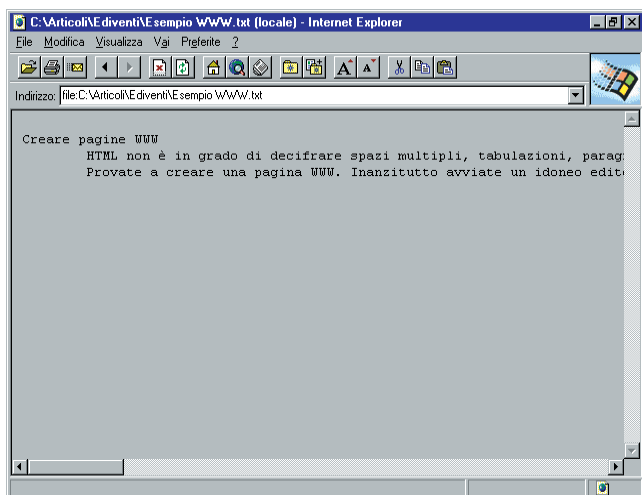 C:\Articoli\Ediventi\Esempio WWW.txt (locale) - Internet Explorer
File Modifica Visualizza Vai Preferite ?
Indirizzo: file:C:\Articoli\Ediventi\Esempio WWW.txt
Creare pagine WWW
HTML non è in grado di decifrare spazi multipli, tabulazioni, parag
Provate a creare una pagina WWW. Inanzitutto avviate un idoneo edit